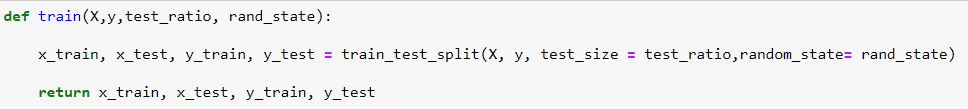 def train(X,y,test_ratio, rand_state):
x_train, x_test, y_train, y_test = train_test_split(X, y, test_size = test_ratio,random_state= rand_state)
return x_train, x_test, y_train, y_test